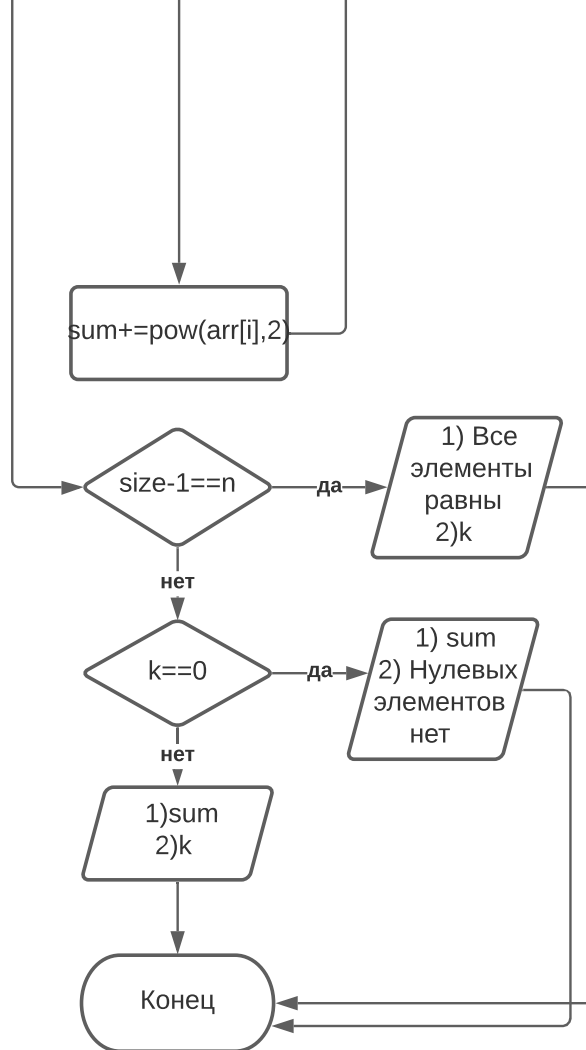 sum+=pow(arr[i],2)
size-1==n
да
1) Все
элементы
равны
2)k
нет
k==0
да
1) sum
2) Нулевых
элементов
нет
нет
1)sum
2)k
Конец